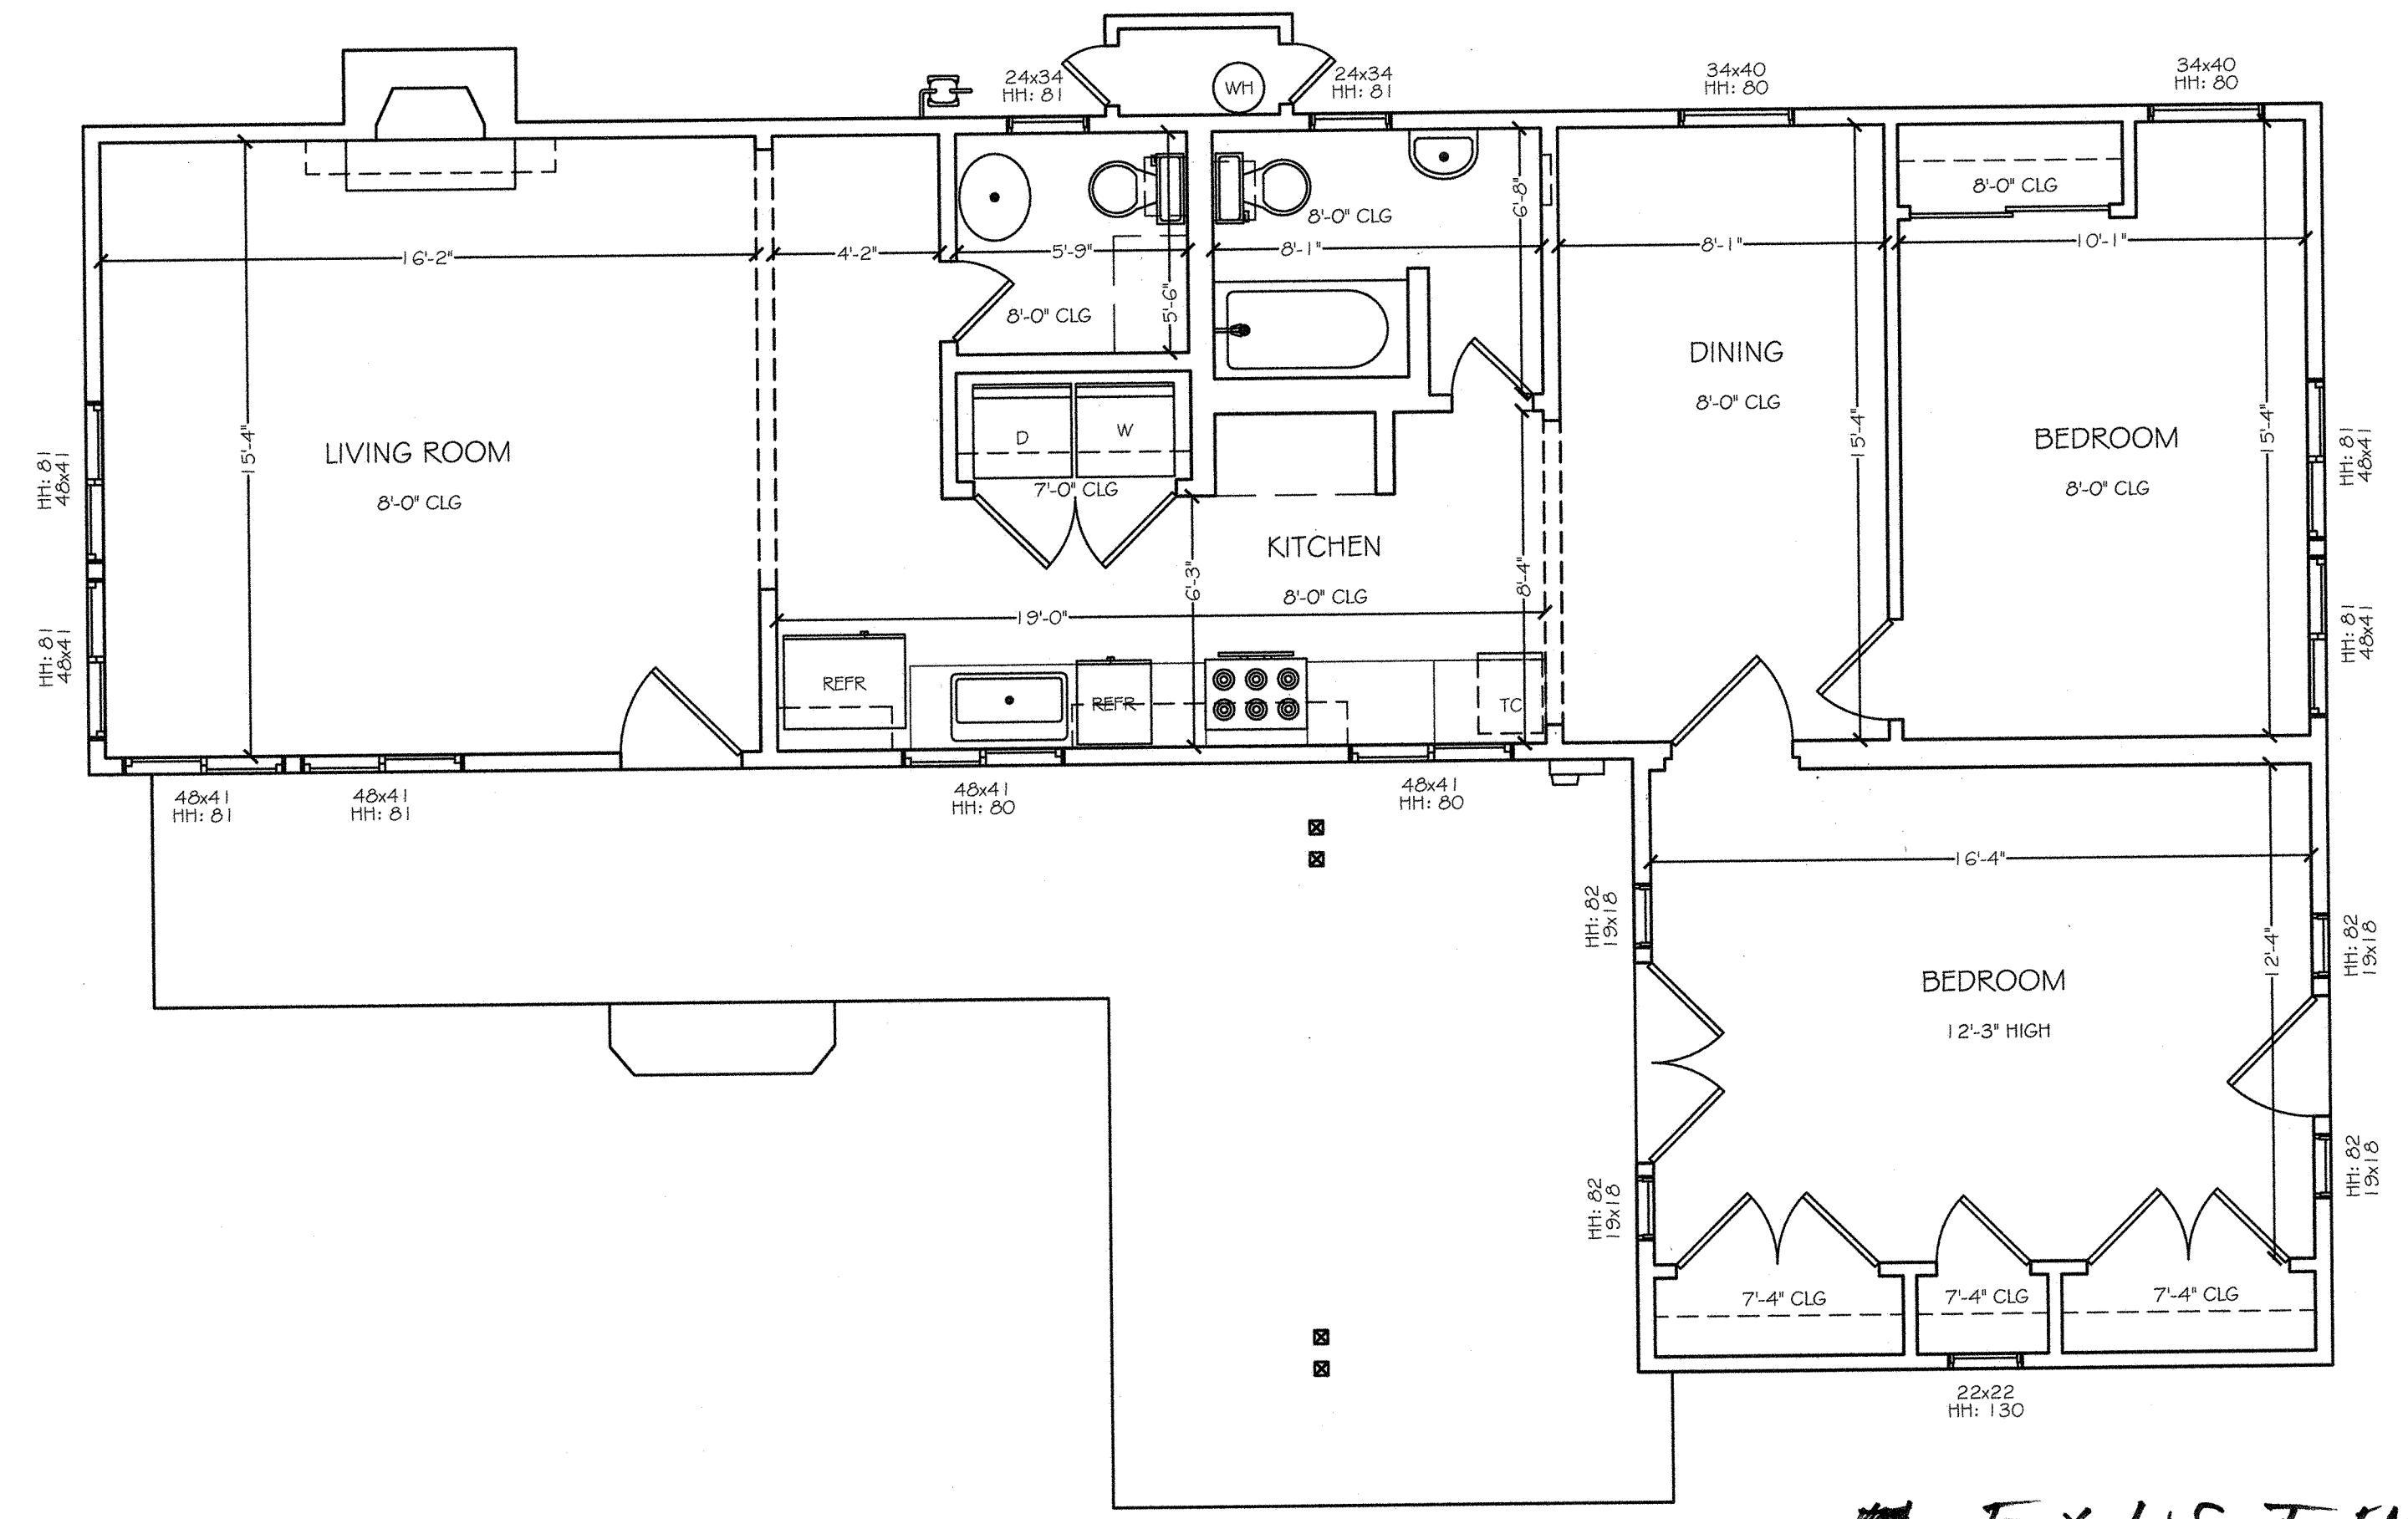 24x34
HH: 81
WH
24x34
HH: 81
34x40
HH: 80
34x40
HH: 80
8'-0" CLG
8'-0" CLG
6'-8"
16'-2"
4'-2"
5'-9"
8'-1"
8'-1"
10'-1"
8'-0" CLG
5'-6"
DINING
8'-0" CLG
15'-4"
LIVING ROOM
8'-0" CLG
D
W
7'-0" CLG
15'-4"
BEDROOM
8'-0" CLG
15'-4"
HH: 81
48x41
HH: 81
48x41
KITCHEN
8'-0" CLG
6'-3"
8'-4"
19'-0"
HH: 81
48x41
HH: 81
48x41
REFR
REFR
TC
48x41
HH: 81
48x41
HH: 81
48x41
HH: 80
48x41
HH: 80
16'-4"
HH: 82
19x18
12'-4"
HH: 82
19x18
BEDROOM
12'-3" HIGH
HH: 82
19x18
HH: 82
19x18
7'-4" CLG
7'-4" CLG
7'-4" CLG
22x22
HH: 130